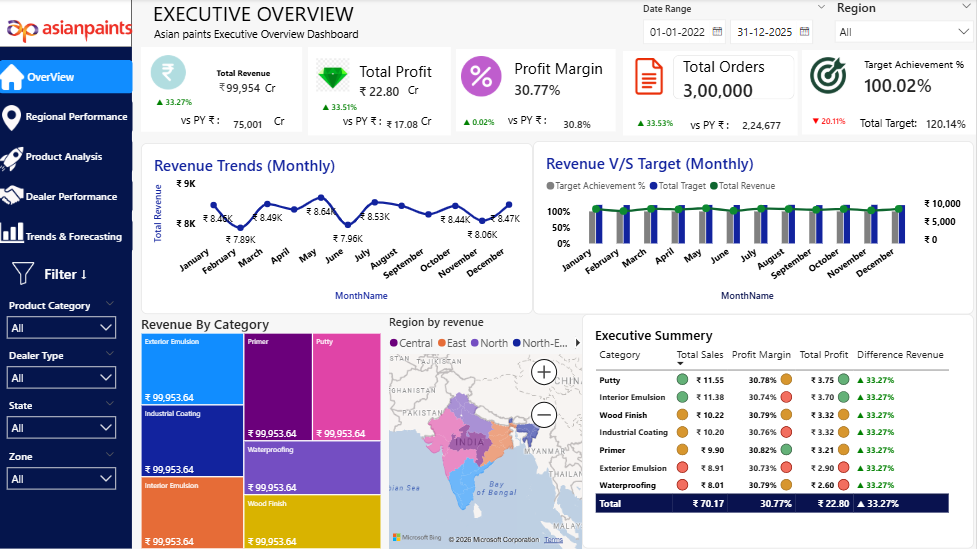 asianpaints
EXECUTIVE OVERVIEW
Asian paints Executive Overview Dashboard
Date Range
01-01-2022
31-12-2025
Region
All
OverView
Regional Performance
Product Analysis
Dealer Performance
Trends & Forecasting
Filter ↓
Product Category
All
Dealer Type
All
State
All
Zone
All
₹
Total Revenue
₹99,954 Cr
▲ 33.27%
vs PY ₹ : 75,001 Cr
Total Profit
₹ 22.80 Cr
▲ 33.51%
vs PY ₹ : ₹ 17.08 Cr
%
Profit Margin
30.77%
▲ 0.02% vs PY ₹ : 30.8%
Total Orders
3,00,000
▲ 33.53% vs PY ₹ : 2,24,677
Target Achievement %
100.02%
▼ 20.11% Total Target: 120.14%
Revenue Trends (Monthly)
Total Revenue
₹ 9K
₹ 8K
₹ 8.46K
₹ 7.89K
₹ 8.49K
₹ 8.64K
₹ 7.96K
₹ 8.53K
₹ 8.44K
₹ 8.06K
₹ 8.47K
January
February
March
April
May
June
July
August
September
October
November
December
MonthName
Revenue V/S Target (Monthly)
Target Achievement % Total Traget Total Revenue
100%
50%
0%
₹ 10,000
₹ 5,000
₹ 0
January
February
March
April
May
June
July
August
September
October
November
December
MonthName
Revenue By Category
Exterior Emulsion
₹ 99,953.64
Industrial Coating
₹ 99,953.64
Interior Emulsion
₹ 99,953.64
Primer
₹ 99,953.64
Putty
₹ 99,953.64
Waterproofing
₹ 99,953.64
Wood Finish
₹ 99,953.64
Region by revenue
Central East North North-E...
STAN
TAJIKISTAN
GHANISTAN
PAKISTAN
CHIN
INDIA
MYANMAR
THAILAN
bian Sea
Bay
of Bengal
MALAY
Microsoft Bing
© 2026 Microsoft Corporation Terms
Executive Summery
Category Total Sales Profit Margin Total Profit Difference Revenue
Putty ₹ 11.55 30.78% ₹ 3.75 ▲ 33.27%
Interior Emulsion ₹ 11.38 30.74% ₹ 3.70 ▲ 33.27%
Wood Finish ₹ 10.22 30.79% ₹ 3.32 ▲ 33.27%
Industrial Coating ₹ 10.20 30.76% ₹ 3.32 ▲ 33.27%
Primer ₹ 9.90 30.82% ₹ 3.21 ▲ 33.27%
Exterior Emulsion ₹ 8.91 30.73% ₹ 2.90 ▲ 33.27%
Waterproofing ₹ 8.01 30.79% ₹ 2.60 ▲ 33.27%
Total ₹ 70.17 30.77% ₹ 22.80 ▲ 33.27%